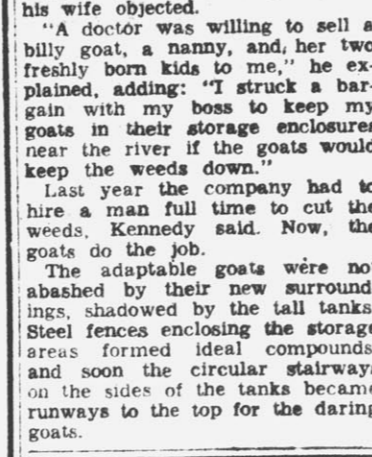 his wife objected.
"A doctor was willing to sell a
billy goat, a nanny, and, her two
freshly born kids to me," he ex-
plained, adding: "I struck a bar-
gain with my boss to keep my
goats in their storage enclosures
near the river if the goats would
keep the weeds down."
Last year the company had to
hire a man full time to cut the
weeds, Kennedy said. Now, the
goats do the job.
The adaptable goats were not
abashed by their new surround
ings, shadowed by the tall tanks.
Steel fences enclosing the storage
areas formed ideal compounds
and soon the circular stairways
on the sides of the tanks became
runways to the top for the daring
goats.